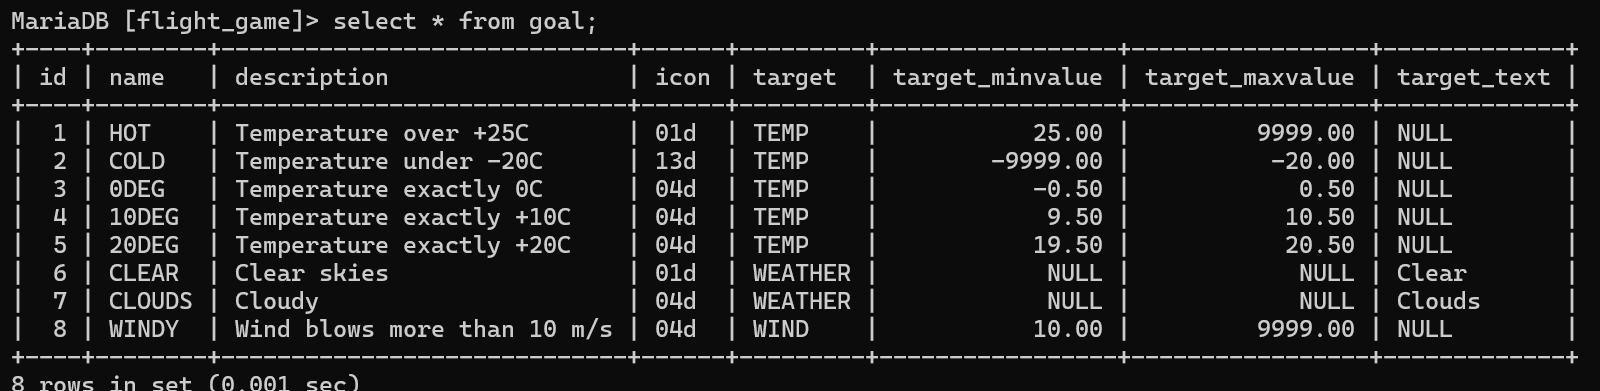 MariaDB [flight_game]> select * from goal;
+----+--------+-----------------------------+------+---------+-----------------+-----------------+-------------+
| id | name   | description                 | icon | target  | target_minvalue | target_maxvalue | target_text |
+----+--------+-----------------------------+------+---------+-----------------+-----------------+-------------+
|  1 | HOT    | Temperature over +25C       | 01d  | TEMP    |           25.00 |         9999.00 | NULL        |
|  2 | COLD   | Temperature under -20C      | 13d  | TEMP    |        -9999.00 |          -20.00 | NULL        |
|  3 | 0DEG   | Temperature exactly 0C      | 04d  | TEMP    |           -0.50 |            0.50 | NULL        |
|  4 | 10DEG  | Temperature exactly +10C    | 04d  | TEMP    |            9.50 |           10.50 | NULL        |
|  5 | 20DEG  | Temperature exactly +20C    | 04d  | TEMP    |           19.50 |           20.50 | NULL        |
|  6 | CLEAR  | Clear skies                 | 01d  | WEATHER |            NULL |            NULL | Clear       |
|  7 | CLOUDS | Cloudy                      | 04d  | WEATHER |            NULL |            NULL | Clouds      |
|  8 | WINDY  | Wind blows more than 10 m/s | 04d  | WIND    |           10.00 |         9999.00 | NULL        |
+----+--------+-----------------------------+------+---------+-----------------+-----------------+-------------+
8 rows in set (0.001 sec)